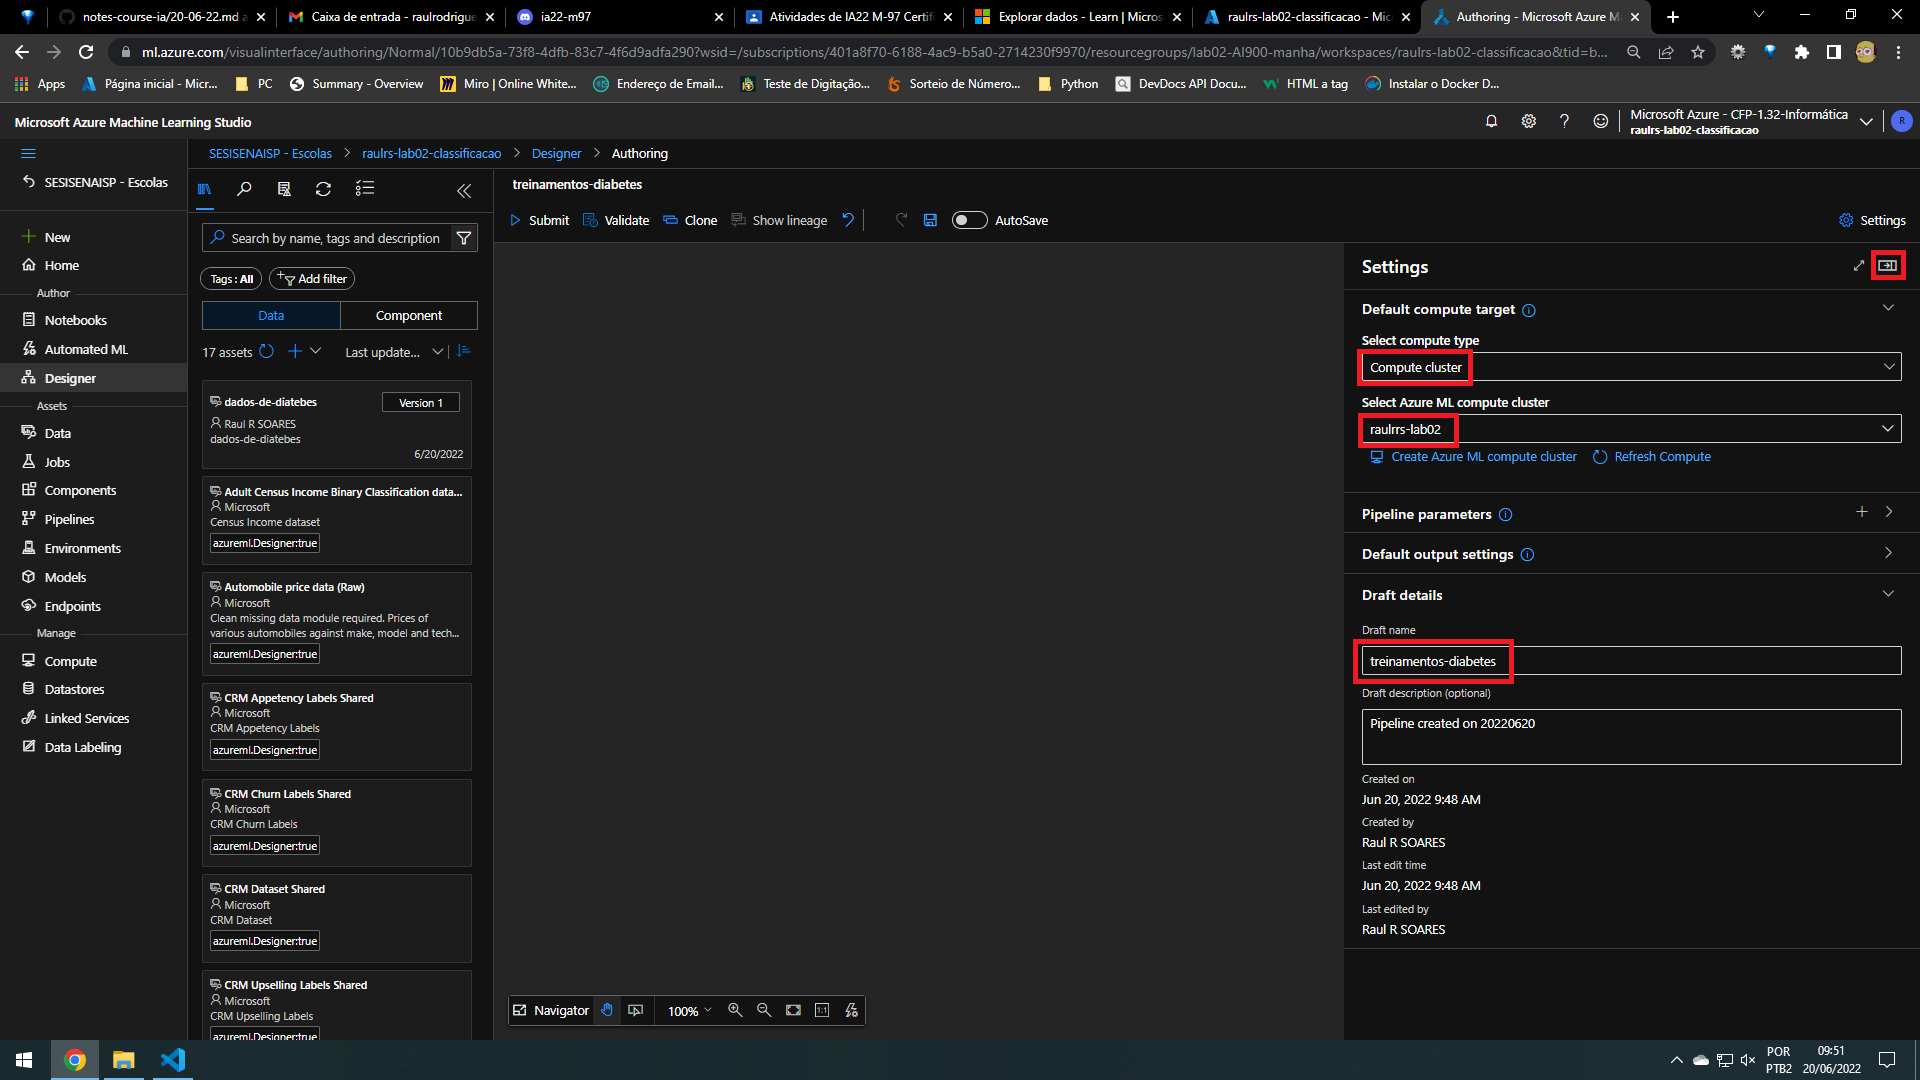 notes-course-ia/20-06-22.md a
Caixa de entrada - raulrodrigue
ia22-m97
Atividades de IA22 M-97 Certifi
Explorar dados - Learn | Micros
raulrs-lab02-classificacao - Mic
Authoring - Microsoft Azure M
ml.azure.com/visualinterface/authoring/Normal/10b9db5a-73f8-4dfb-83c7-4f6d9adfa290?wsid=/subscriptions/401a8f70-6188-4ac9-b5a0-2714230f9970/resourcegroups/lab02-AI900-manha/workspaces/raulrs-lab02-classificacao&tid=b...
Apps
Página inicial - Micr...
PC
Summary - Overview
Miro | Online White...
Endereço de Email...
Teste de Digitação...
Sorteio de Número...
Python
DevDocs API Docu...
HTML a tag
Instalar o Docker D...
Microsoft Azure Machine Learning Studio
Microsoft Azure - CFP-1.32-Informática
raulrs-lab02-classificacao
R
SESISENAISP - Escolas
New
Home
Author
Notebooks
Automated ML
Designer
Assets
Data
Jobs
Components
Pipelines
Environments
Models
Endpoints
Manage
Compute
Datastores
Linked Services
Data Labeling
SESISENAISP - Escolas > raulrs-lab02-classificacao > Designer > Authoring
Search by name, tags and description
Tags : All
Add filter
Data
Component
17 assets
Last update...
dados-de-diatebes
Version 1
Raul R SOARES
dados-de-diatebes
6/20/2022
Adult Census Income Binary Classification data...
Microsoft
Census Income dataset
azureml.Designer:true
Automobile price data (Raw)
Microsoft
Clean missing data module required. Prices of
various automobiles against make, model and tech...
azureml.Designer:true
CRM Appetency Labels Shared
Microsoft
CRM Appetency Labels
azureml.Designer:true
CRM Churn Labels Shared
Microsoft
CRM Churn Labels
azureml.Designer:true
CRM Dataset Shared
Microsoft
CRM Dataset
azureml.Designer:true
CRM Upselling Labels Shared
Microsoft
CRM Upselling Labels
azureml.Designer:true
treinamentos-diabetes
Submit
Validate
Clone
Show lineage
AutoSave
Settings
Navigator
100%
1:1
Settings
Default compute target
Select compute type
Compute cluster
Select Azure ML compute cluster
raulrrs-lab02
Create Azure ML compute cluster
Refresh Compute
Pipeline parameters
Default output settings
Draft details
Draft name
treinamentos-diabetes
Draft description (optional)
Pipeline created on 20220620
Created on
Jun 20, 2022 9:48 AM
Created by
Raul R SOARES
Last edit time
Jun 20, 2022 9:48 AM
Last edited by
Raul R SOARES
POR
PTB2
09:51
20/06/2022